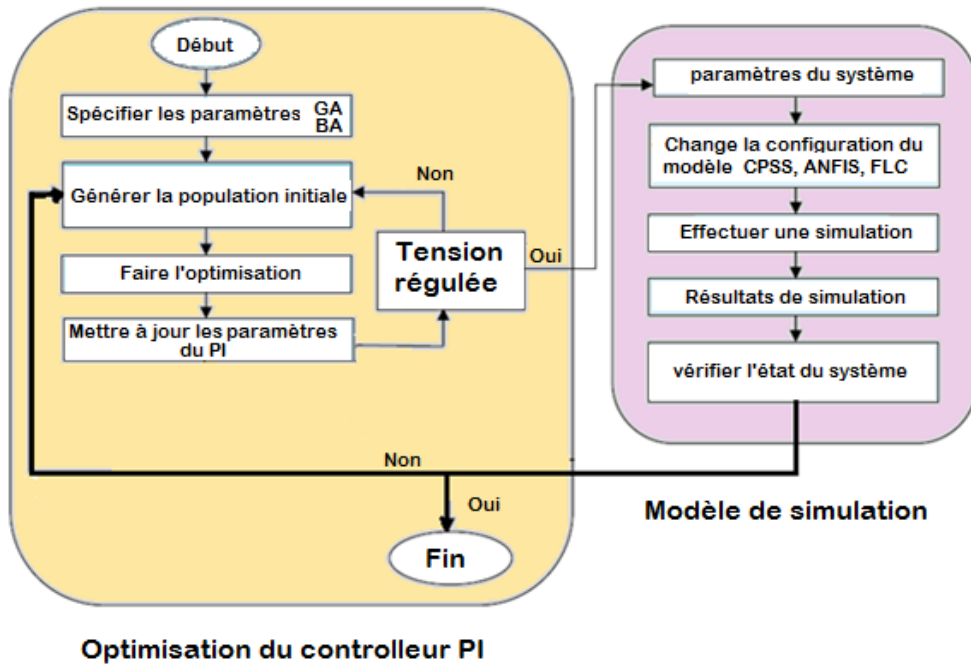 Début
Spécifier les paramètres GA
BA
Générer la population initiale
Faire l'optimisation
Mettre à jour les paramètres
du PI
Non
Tension
régulée
Oui
paramètres du système
Change la configuration du
modèle CPSS, ANFIS, FLC
Effectuer une simulation
Résultats de simulation
vérifier l'état du système
Non
Oui
Fin
Modèle de simulation
Optimisation du controlleur PI